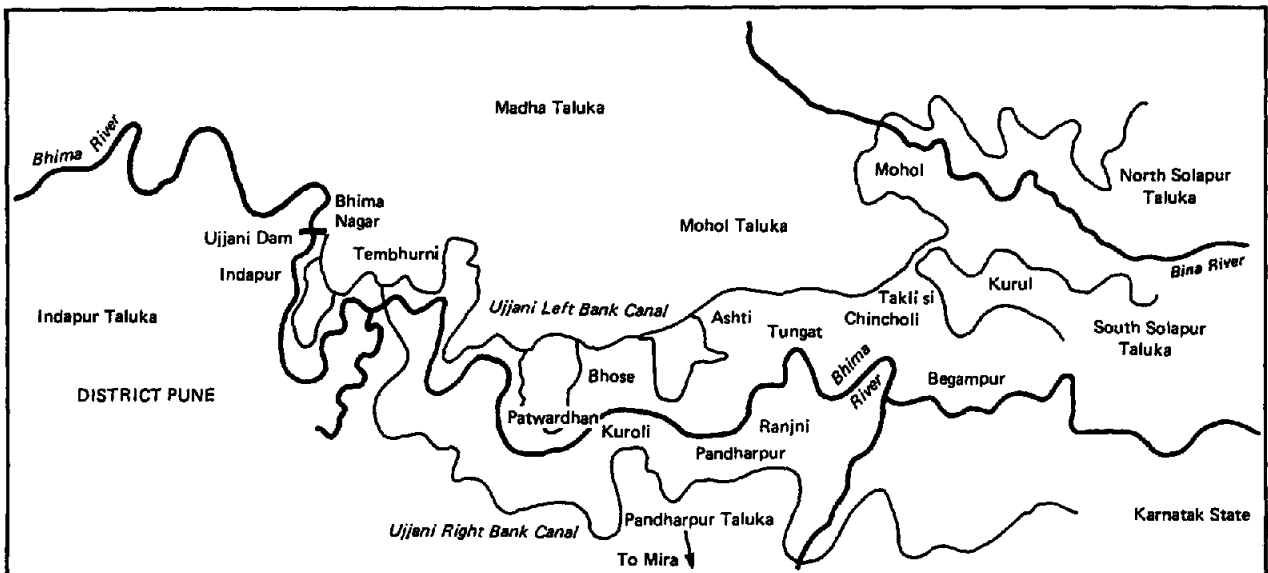 Madha Taluka
Bhima River
Mohol
North Solapur
Taluka
Bhima
Nagar
Mohol Taluka
Ujjani Dam
Tembhurni
Indapur
Bina River
Kurul
Ujjani Left Bank Canal
Takli si
Chincholi
Indapur Taluka
Ashti
Tungat
South Solapur
Taluka
Bhose
Bhima
River
Begampur
DISTRICT PUNE
Patwardhan
Kuroli
Ranjni
Pandharpur
Ujjani Right Bank Canal
Pandharpur Taluka
Karnatak State
To Mira